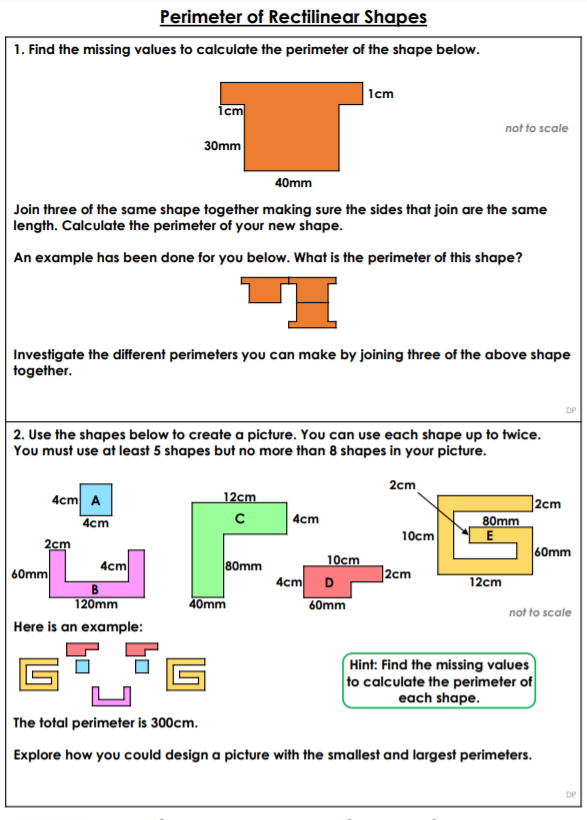 Perimeter of Rectilinear Shapes
1. Find the missing values to calculate the perimeter of the shape below.
1cm
1cm
not to scale
30mm
40mm
Join three of the same shape together making sure the sides that join are the same
length. Calculate the perimeter of your new shape.
An example has been done for you below. What is the perimeter of this shape?
Investigate the different perimeters you can make by joining three of the above shape
together.
DP
2. Use the shapes below to create a picture. You can use each shape up to twice.
You must use at least 5 shapes but no more than 8 shapes in your picture.
4cm A
4cm
2cm
60mm
4cm
B
120mm
12cm
C
4cm
80mm
40mm
10cm
4cm
D
2cm
60mm
2cm
2cm
80mm
10cm
E
60mm
12cm
not to scale
Here is an example:
Hint: Find the missing values
to calculate the perimeter of
each shape.
The total perimeter is 300cm.
Explore how you could design a picture with the smallest and largest perimeters.
DP